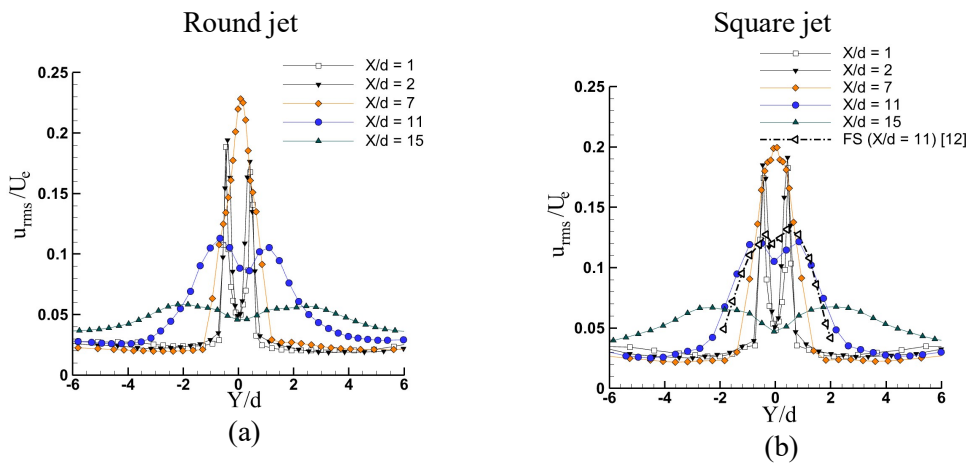 Round jet
X/d = 1
X/d = 2
X/d = 7
X/d = 11
X/d = 15
u_rms/U_e
0.25
0.2
0.15
0.1
0.05
0
-6 -4 -2 0 2 4 6
Y/d
(a)
Square jet
X/d = 1
X/d = 2
X/d = 7
X/d = 11
X/d = 15
FS (X/d = 11) [12]
u_rms/U_e
0.25
0.2
0.15
0.1
0.05
0
-6 -4 -2 0 2 4 6
Y/d
(b)